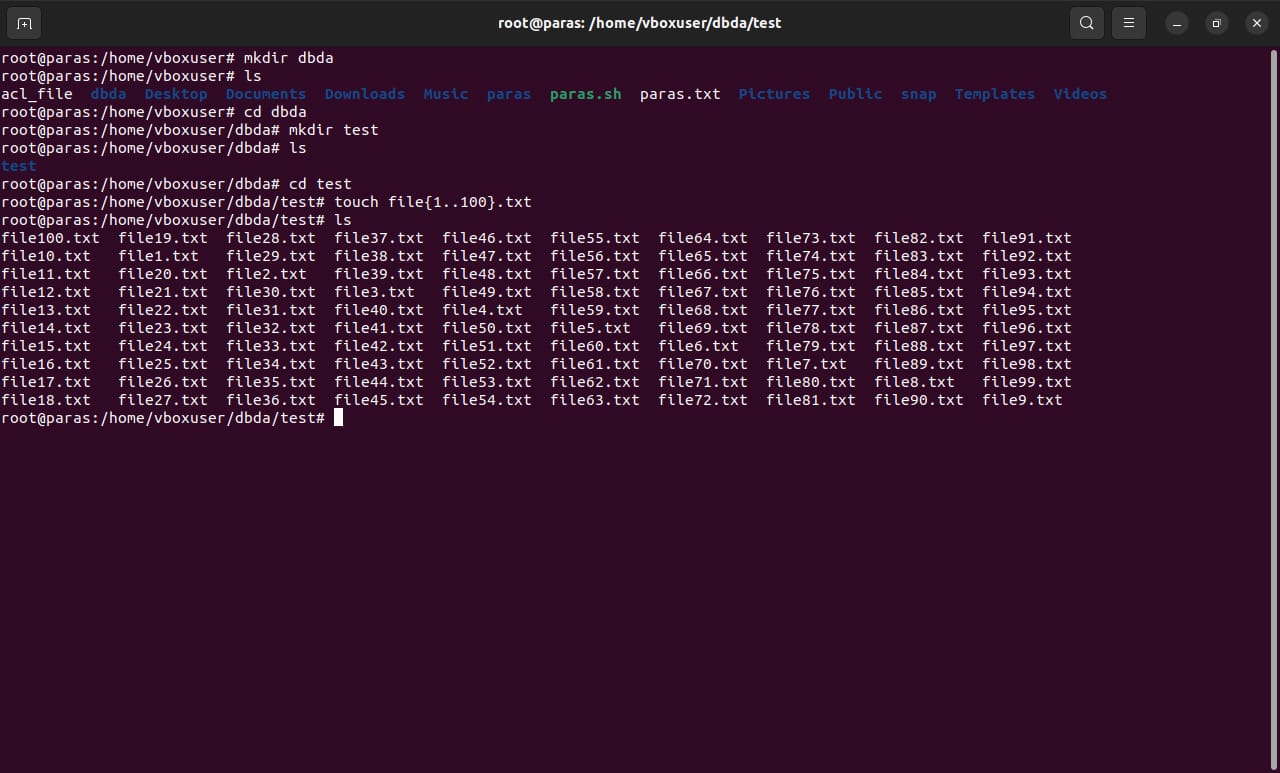 root@paras: /home/vboxuser/dbda/test
root@paras:/home/vboxuser# mkdir dbda
root@paras:/home/vboxuser# ls
acl_file  dbda  Desktop  Documents  Downloads  Music  paras  paras.sh  paras.txt  Pictures  Public  snap  Templates  Videos
root@paras:/home/vboxuser# cd dbda
root@paras:/home/vboxuser/dbda# mkdir test
root@paras:/home/vboxuser/dbda# ls
test
root@paras:/home/vboxuser/dbda# cd test
root@paras:/home/vboxuser/dbda/test# touch file{1..100}.txt
root@paras:/home/vboxuser/dbda/test# ls
file100.txt  file19.txt  file28.txt  file37.txt  file46.txt  file55.txt  file64.txt  file73.txt  file82.txt  file91.txt
file10.txt   file1.txt   file29.txt  file38.txt  file47.txt  file56.txt  file65.txt  file74.txt  file83.txt  file92.txt
file11.txt   file20.txt  file2.txt   file39.txt  file48.txt  file57.txt  file66.txt  file75.txt  file84.txt  file93.txt
file12.txt   file21.txt  file30.txt  file3.txt   file49.txt  file58.txt  file67.txt  file76.txt  file85.txt  file94.txt
file13.txt   file22.txt  file31.txt  file40.txt  file4.txt   file59.txt  file68.txt  file77.txt  file86.txt  file95.txt
file14.txt   file23.txt  file32.txt  file41.txt  file50.txt  file5.txt   file69.txt  file78.txt  file87.txt  file96.txt
file15.txt   file24.txt  file33.txt  file42.txt  file51.txt  file60.txt  file6.txt   file79.txt  file88.txt  file97.txt
file16.txt   file25.txt  file34.txt  file43.txt  file52.txt  file61.txt  file70.txt  file7.txt   file89.txt  file98.txt
file17.txt   file26.txt  file35.txt  file44.txt  file53.txt  file62.txt  file71.txt  file80.txt  file8.txt   file99.txt
file18.txt   file27.txt  file36.txt  file45.txt  file54.txt  file63.txt  file72.txt  file81.txt  file90.txt  file9.txt
root@paras:/home/vboxuser/dbda/test#